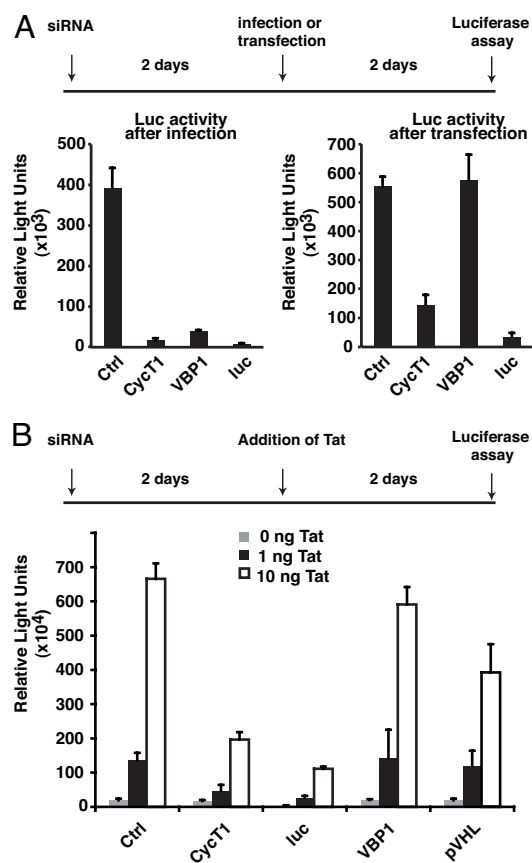 A
siRNA
infection or
transfection
Luciferase
assay
2 days
2 days
Luc activity
after infection
Relative Light Units
(x10³)
500
400
300
200
100
0
Ctrl
CycT1
VBP1
luc
Luc activity
after transfection
Relative Light Units
(x10³)
700
600
500
400
300
200
100
0
Ctrl
CycT1
VBP1
luc
B
siRNA
Addition of Tat
Luciferase
assay
2 days
2 days
0 ng Tat
1 ng Tat
10 ng Tat
Relative Light Units
(x10⁴)
700
600
500
400
300
200
100
0
Ctrl
CycT1
luc
VBP1
pVHL